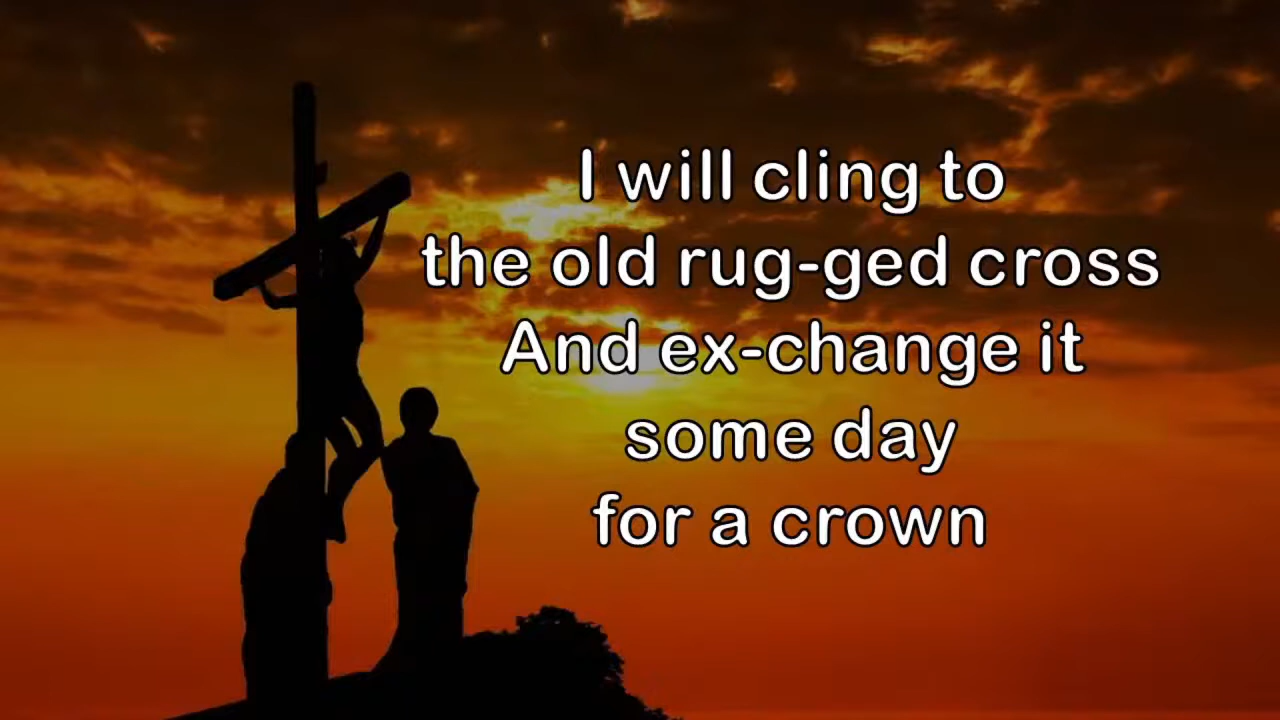 I will cling to
the old rug-ged cross
And ex-change it
some day
for a crown